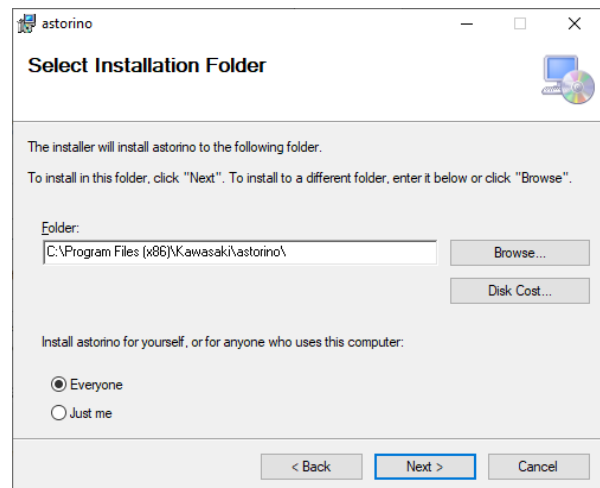 astorino
Select Installation Folder
The installer will install astorino to the following folder.
To install in this folder, click "Next". To install to a different folder, enter it below or click "Browse".
Folder:
C:\Program Files (x86)\Kawasaki\astorino\
Browse...
Disk Cost...
Install astorino for yourself, or for anyone who uses this computer:
Everyone
Just me
< Back
Next >
Cancel